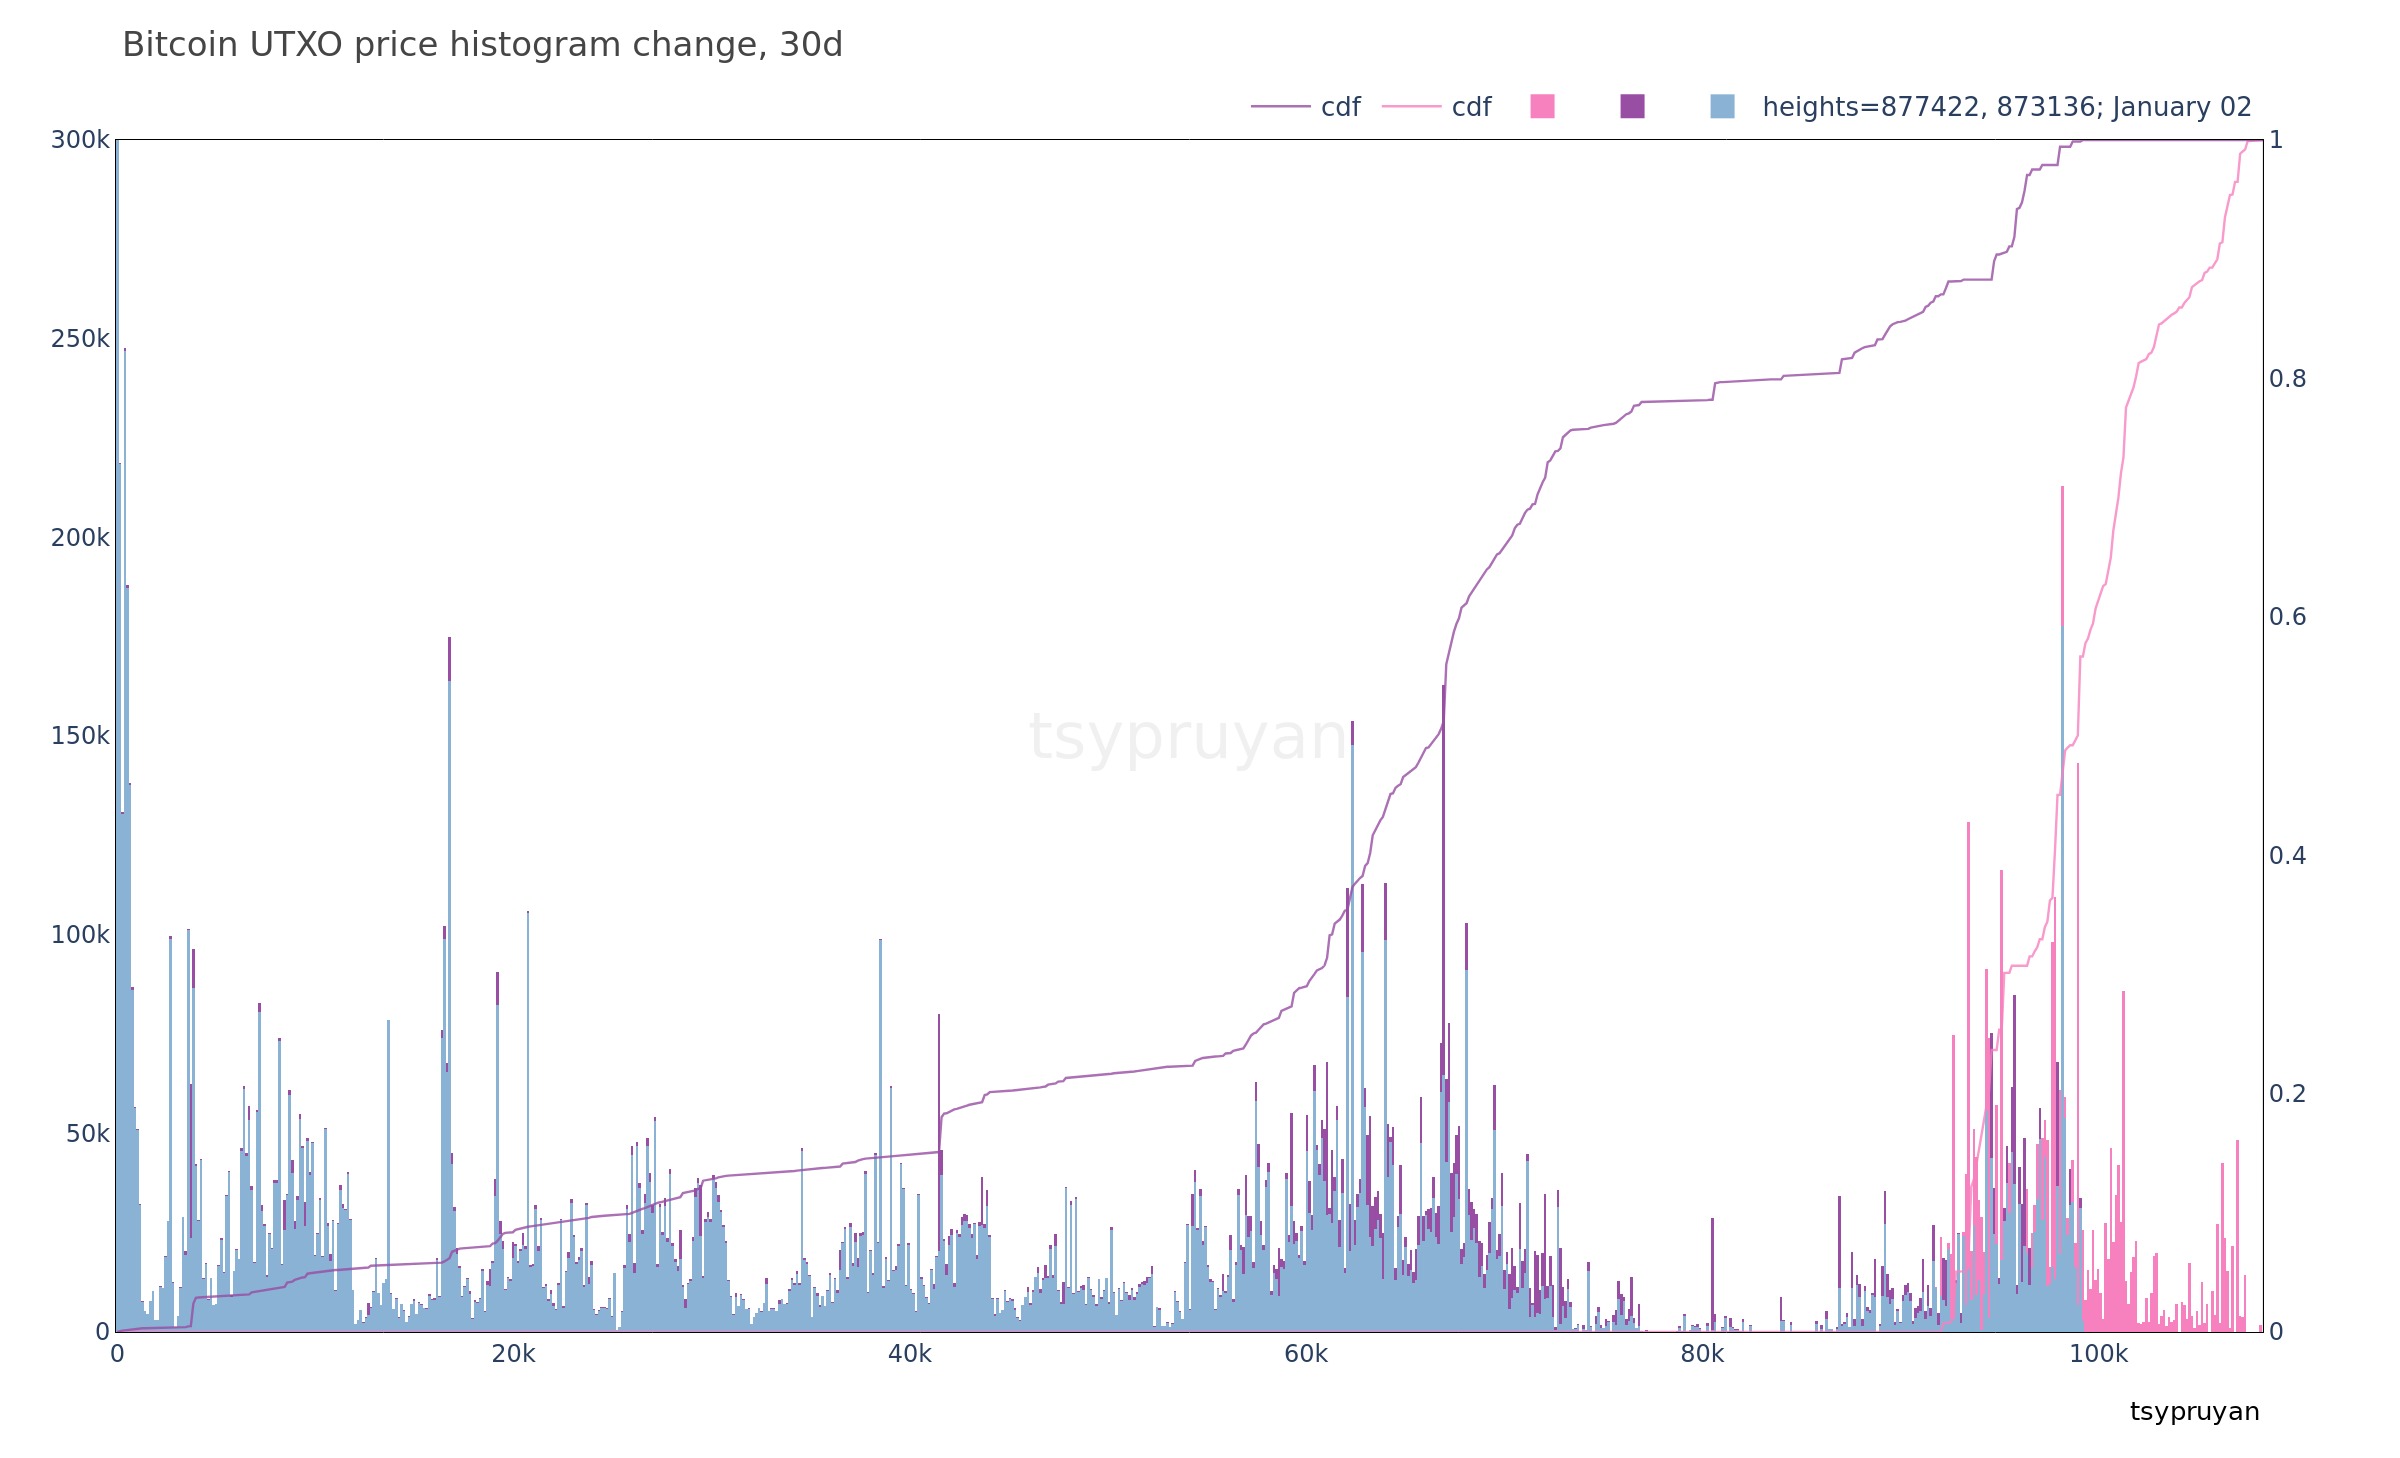 Bitcoin UTXO price histogram change, 30d
cdf cdf heights=877422, 873136; January 02
300k
250k
200k
150k
100k
50k
0
1
0.8
0.6
0.4
0.2
0
tsypruyan
0 20k 40k 60k 80k 100k
tsypruyan